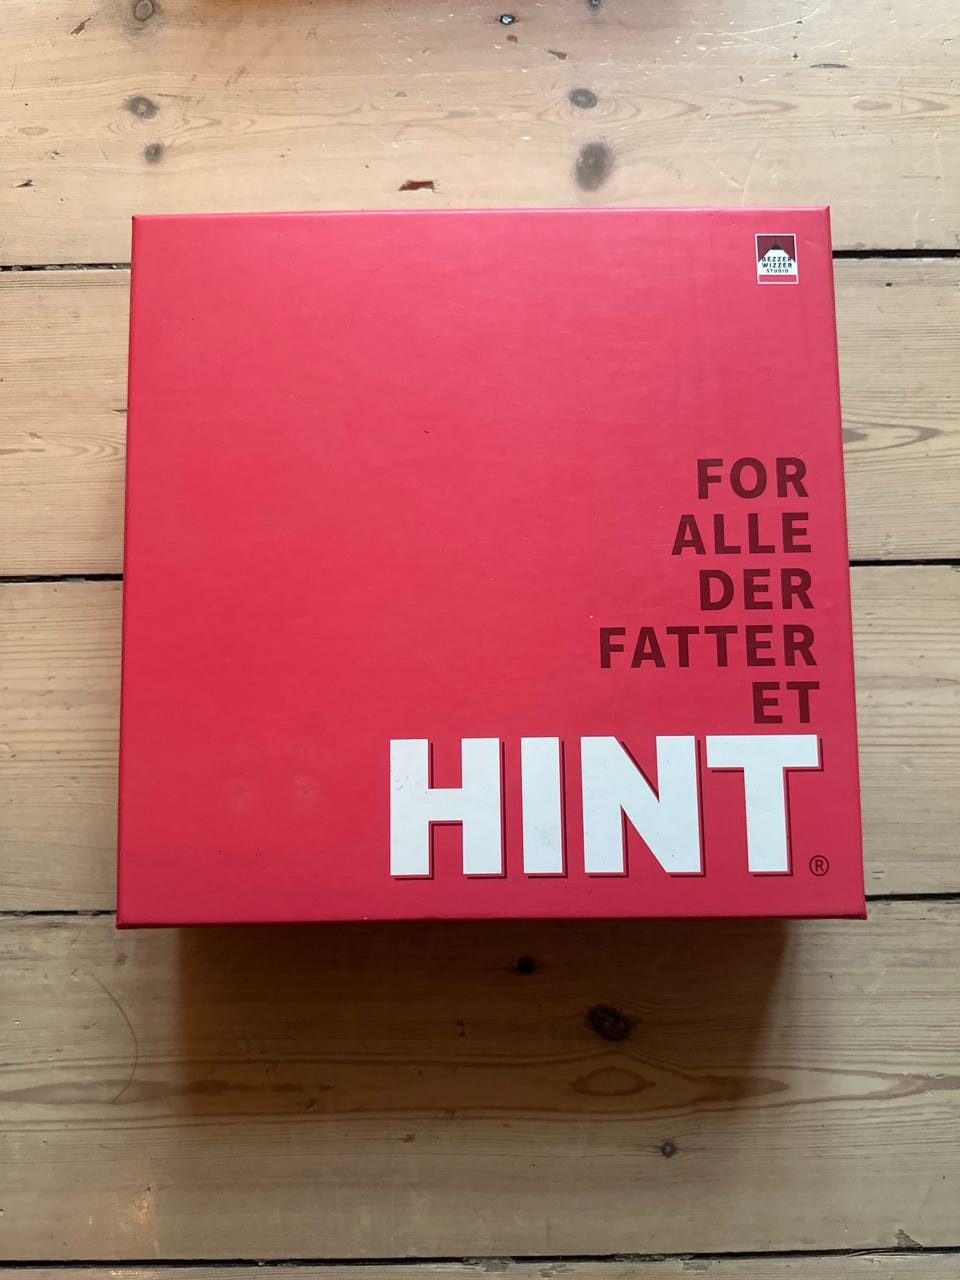 BEZZER
WIZZER
STUDIO
FOR
ALLE
DER
FATTER
ET
HINT
®